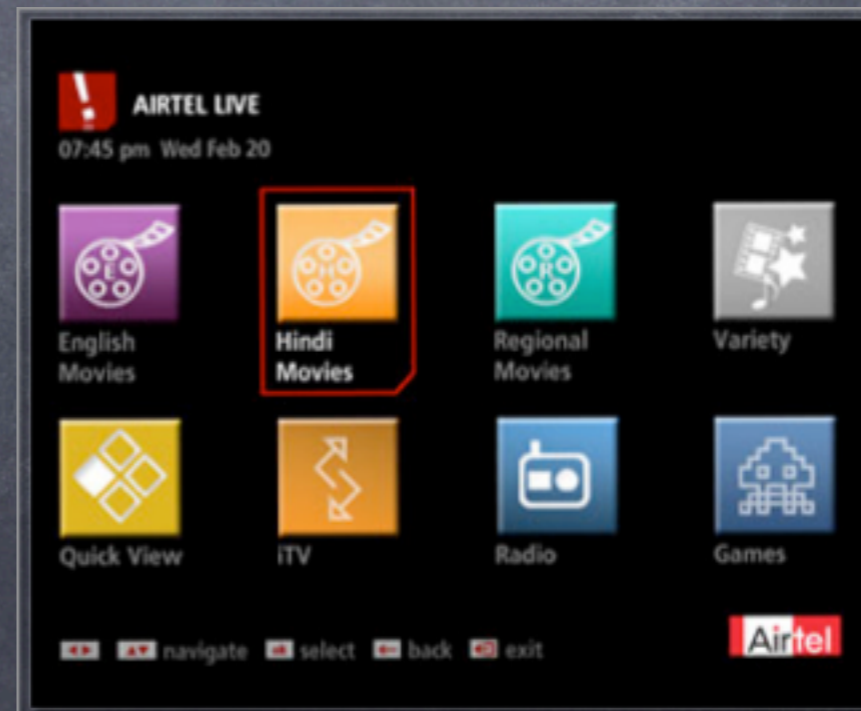 AIRTEL LIVE
07:45 pm Wed Feb 20
E
H
R
English
Movies
Hindi
Movies
Regional
Movies
Variety
Quick View
iTV
Radio
Games
navigate
ok select
back
exit
Airtel